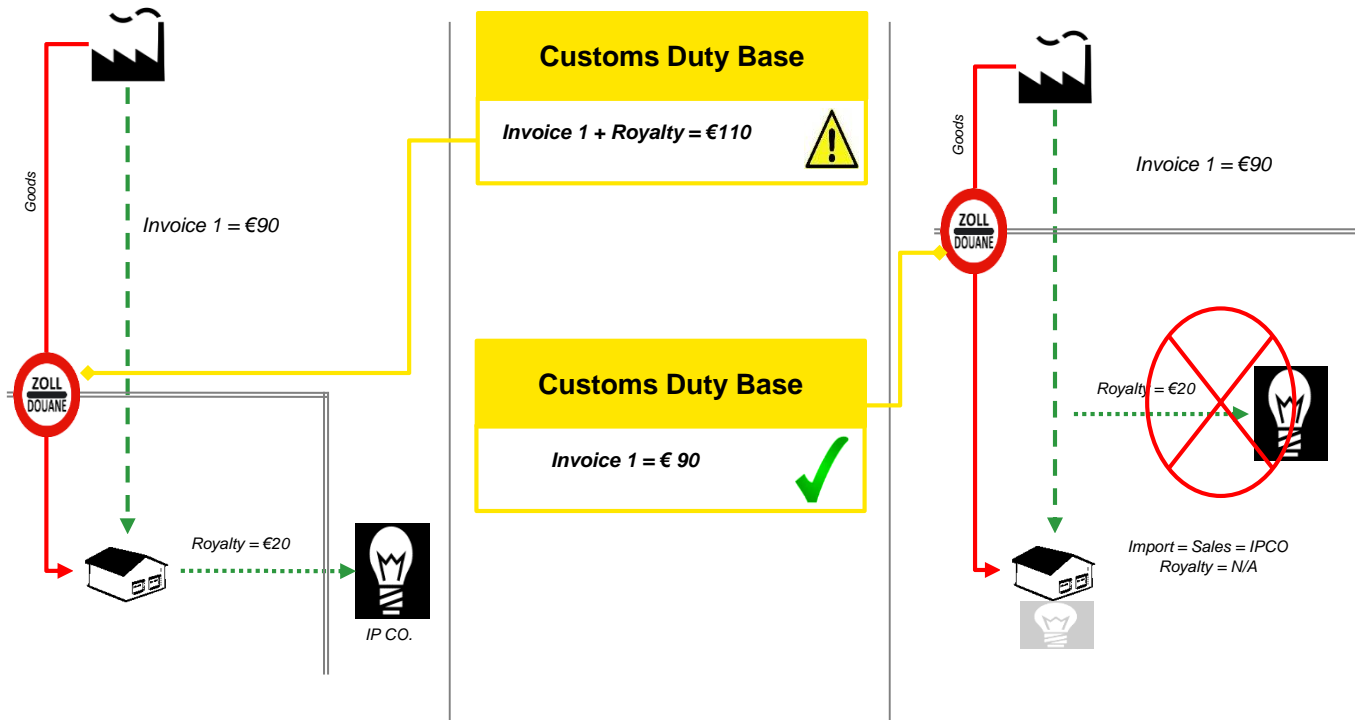 Goods
Invoice 1 = €90
ZOLL
DOUANE
Royalty = €20
IP CO.
Customs Duty Base
Invoice 1 + Royalty = €110
!
Customs Duty Base
Invoice 1 = € 90
Goods
Invoice 1 = €90
ZOLL
DOUANE
Royalty = €20
Import = Sales = IPCO
Royalty = N/A